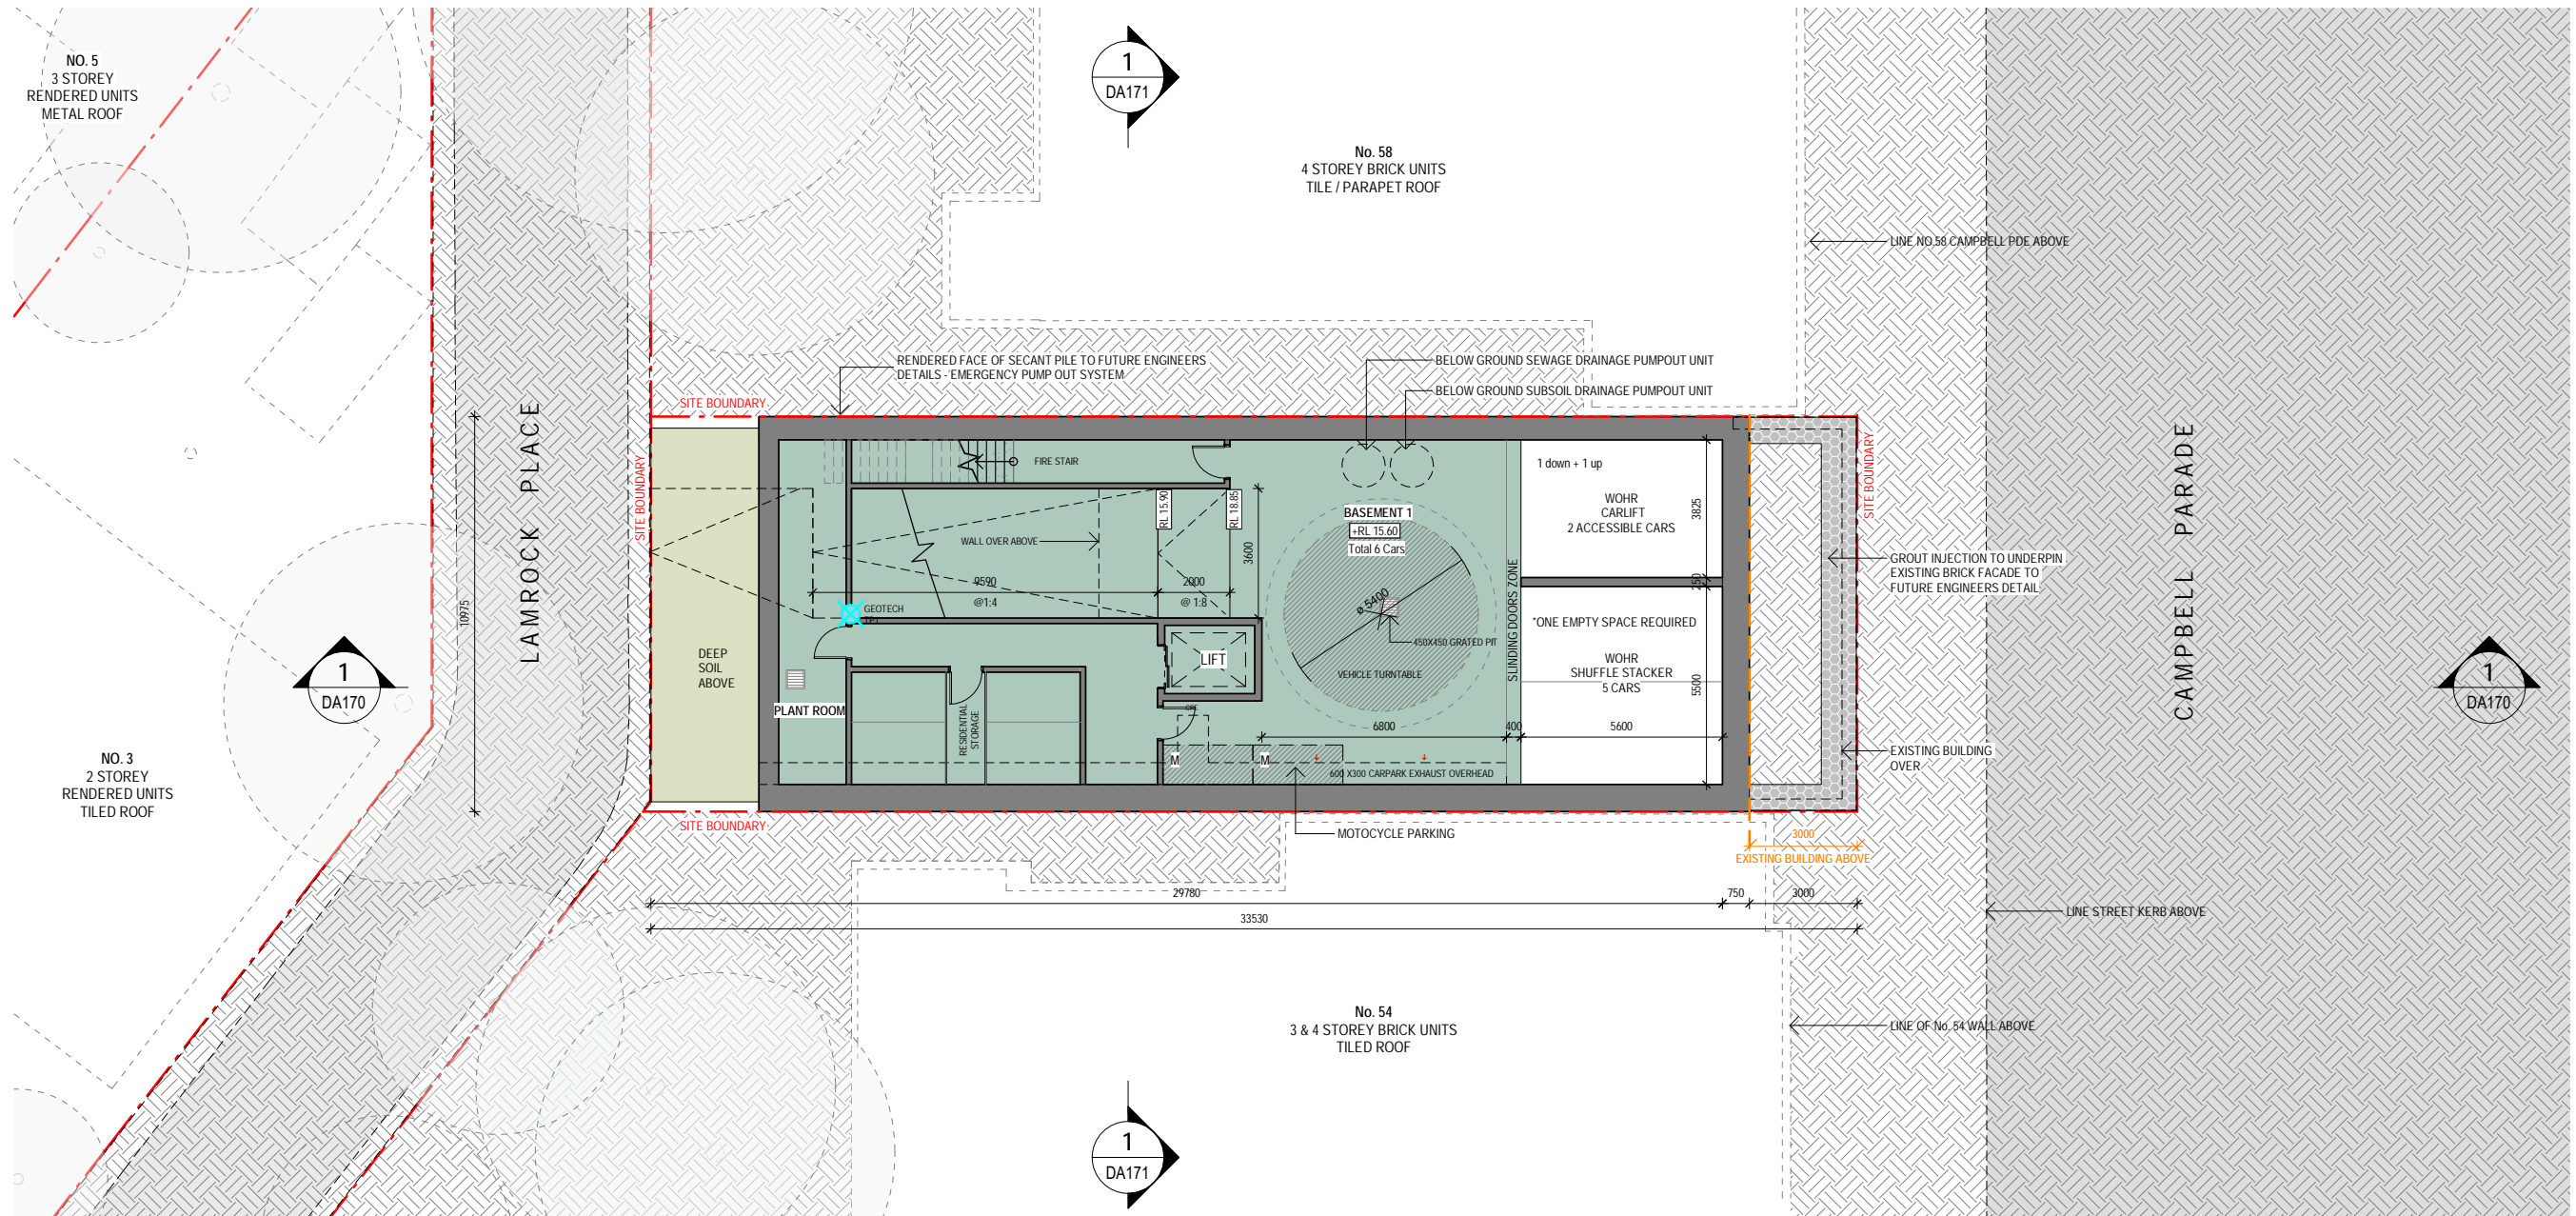 NO. 5
3 STOREY
RENDERED UNITS
METAL ROOF
1
DA171
No. 58
4 STOREY BRICK UNITS
TILE / PARAPET ROOF
LINE NO.58 CAMPBELL PDE ABOVE
RENDERED FACE OF SECANT PILE TO FUTURE ENGINEERS
DETAILS - EMERGENCY PUMP OUT SYSTEM
BELOW GROUND SEWAGE DRAINAGE PUMPOUT UNIT
BELOW GROUND SUBSOIL DRAINAGE PUMPOUT UNIT
SITE BOUNDARY
SITE BOUNDARY
SITE BOUNDARY
SITE BOUNDARY
LAMROCK PLACE
10975
CAMPBELL PARADE
FIRE STAIR
RL 15.90
RL 18.85
WALL OVER ABOVE
9590
@1:4
2000
@ 1:8
3600
BASEMENT 1
+RL 15.60
Total 6 Cars
ø 5400
450X450 GRATED PIT
VEHICLE TURNTABLE
SLINDING DOORS ZONE
1 down + 1 up
WOHR
CARLIFT
2 ACCESSIBLE CARS
3825
250
*ONE EMPTY SPACE REQUIRED
WOHR
SHUFFLE STACKER
5 CARS
5500
GROUT INJECTION TO UNDERPIN
EXISTING BRICK FACADE TO
FUTURE ENGINEERS DETAIL
GEOTECH
DEEP
SOIL
ABOVE
PLANT ROOM
RESIDENTIAL
STORAGE
LIFT
6800
400
5600
M
M
600 X300 CARPARK EXHAUST OVERHEAD
1
DA170
1
DA170
EXISTING BUILDING
OVER
NO. 3
2 STOREY
RENDERED UNITS
TILED ROOF
MOTOCYCLE PARKING
3000
EXISTING BUILDING ABOVE
29780
750
3000
33530
LINE STREET KERB ABOVE
No. 54
3 & 4 STOREY BRICK UNITS
TILED ROOF
LINE OF No. 54 WALL ABOVE
1
DA171